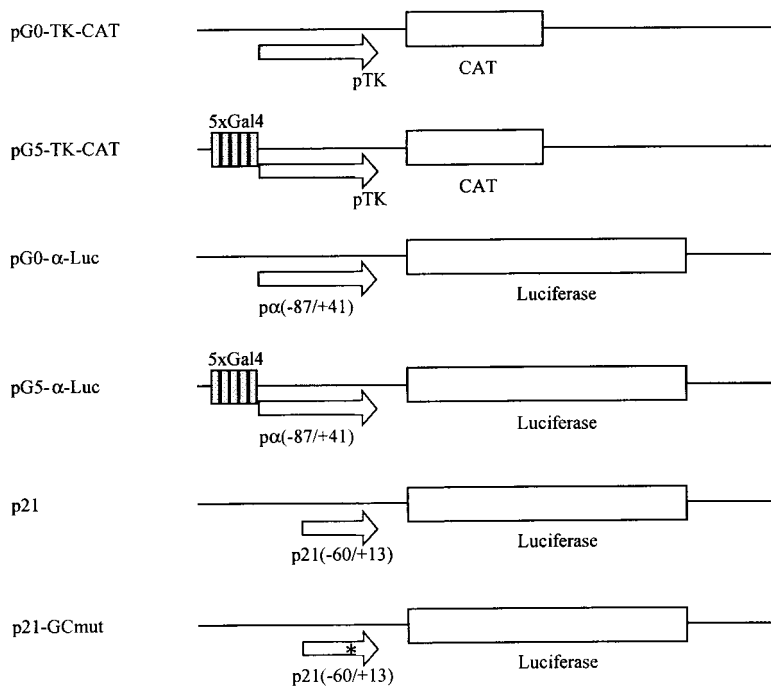 pG0-TK-CAT
pTK
CAT
5xGal4
pG5-TK-CAT
pTK
CAT
pG0-α-Luc
pα(-87/+41)
Luciferase
5xGal4
pG5-α-Luc
pα(-87/+41)
Luciferase
p21
p21(-60/+13)
Luciferase
p21-GCmut
*
p21(-60/+13)
Luciferase